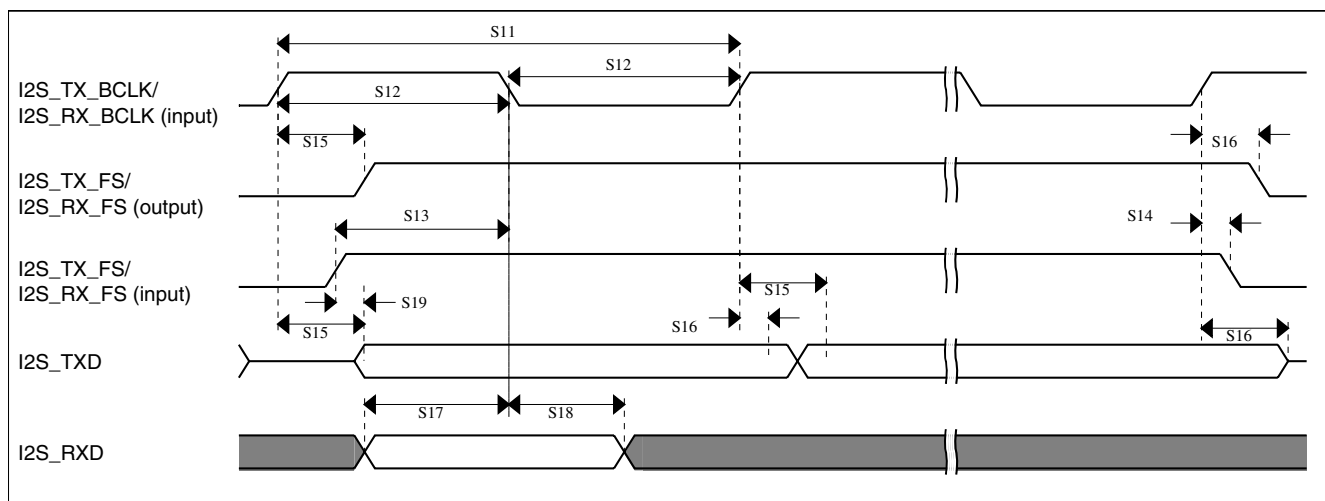 S11
I2S_TX_BCLK/
I2S_RX_BCLK (input)
S12
S12
S15
S16
I2S_TX_FS/
I2S_RX_FS (output)
S13
S14
I2S_TX_FS/
I2S_RX_FS (input)
S19
S15
S15
S16
S16
I2S_TXD
S17
S18
I2S_RXD